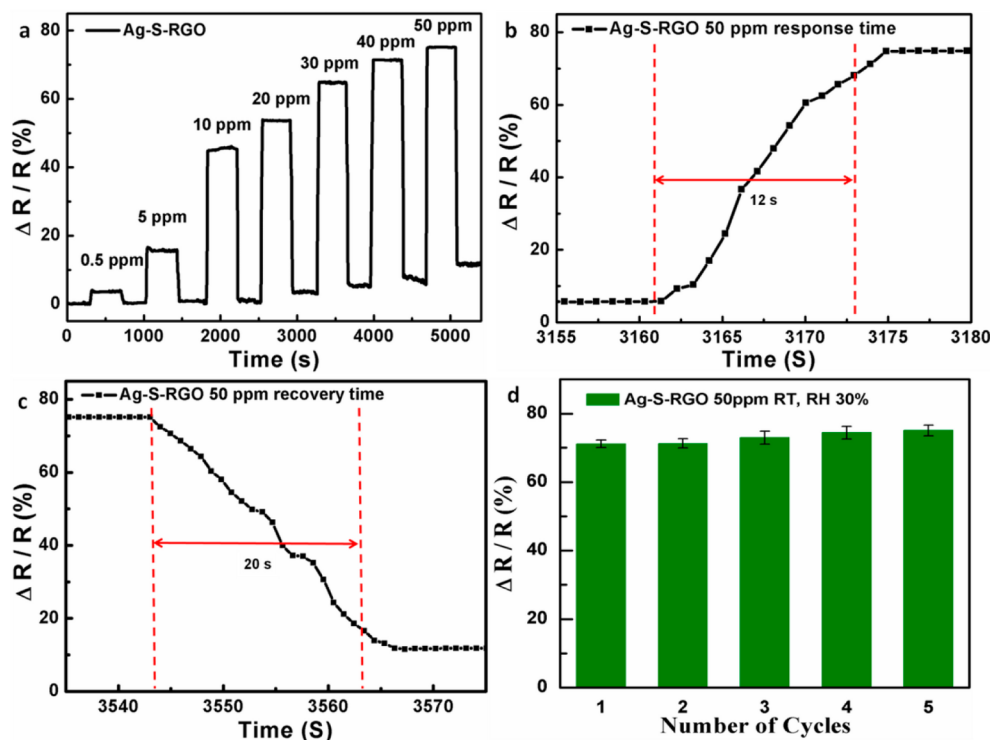 a
Ag-S-RGO
0.5 ppm
5 ppm
10 ppm
20 ppm
30 ppm
40 ppm
50 ppm
Δ R / R (%)
80
60
40
20
0
0 1000 2000 3000 4000 5000
Time (s)
b
Ag-S-RGO 50 ppm response time
12 s
Δ R / R (%)
80
60
40
20
0
3155 3160 3165 3170 3175 3180
Time (S)
c
Ag-S-RGO 50 ppm recovery time
20 s
Δ R / R (%)
80
60
40
20
0
3540 3550 3560 3570
Time (S)
d
Ag-S-RGO 50ppm RT, RH 30%
Δ R / R (%)
80
60
40
20
0
1 2 3 4 5
Number of Cycles